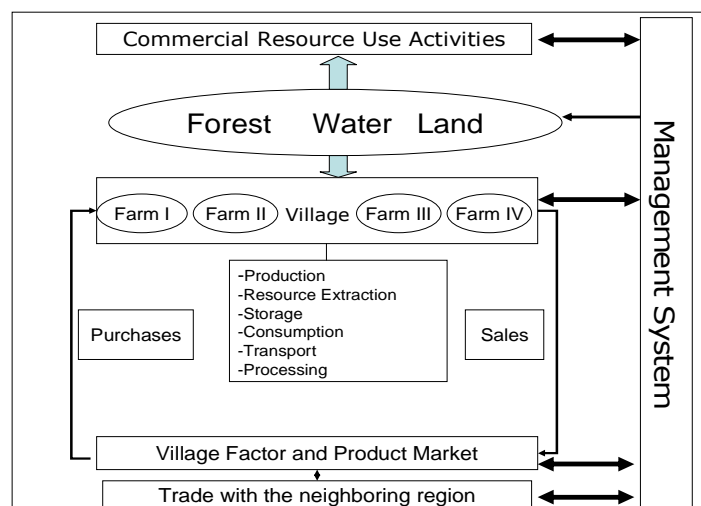 Commercial Resource Use Activities
Forest Water Land
Farm I Farm II Village Farm III Farm IV
-Production
-Resource Extraction
-Storage
-Consumption
-Transport
-Processing
Purchases
Sales
Village Factor and Product Market
Trade with the neighboring region
Management System